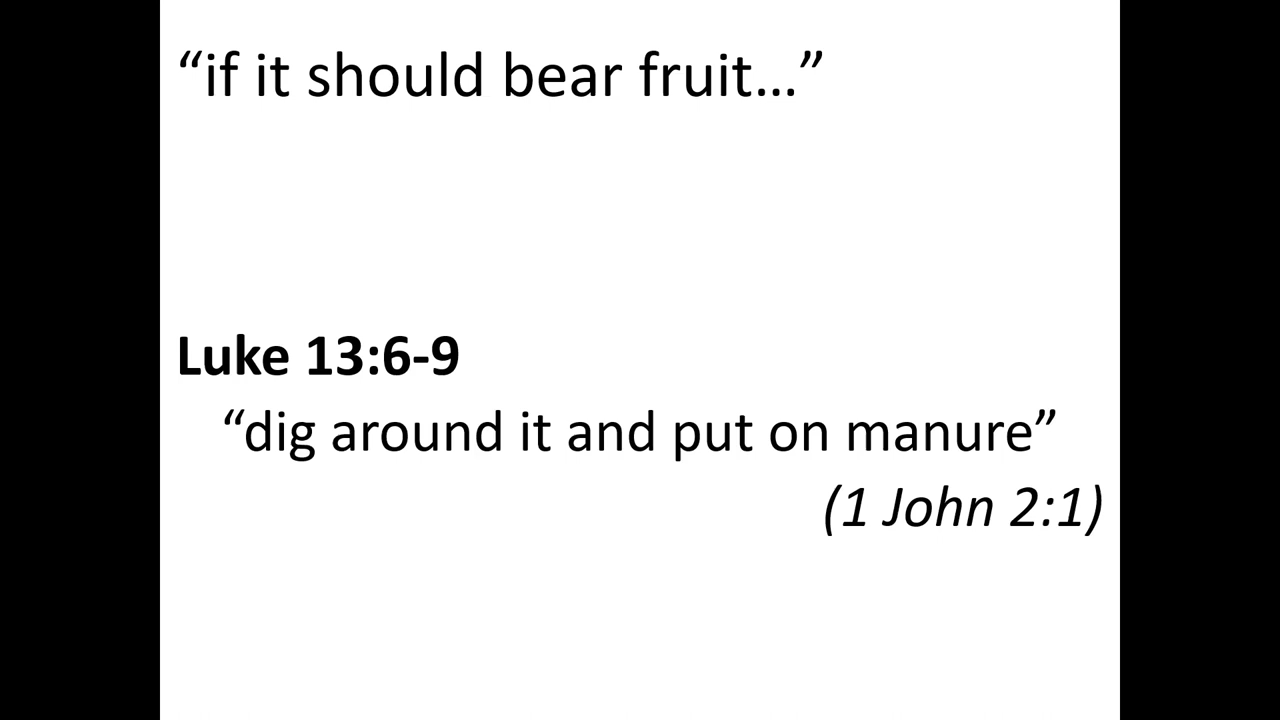 “if it should bear fruit…”
Luke 13:6-9
“dig around it and put on manure”
(1 John 2:1)